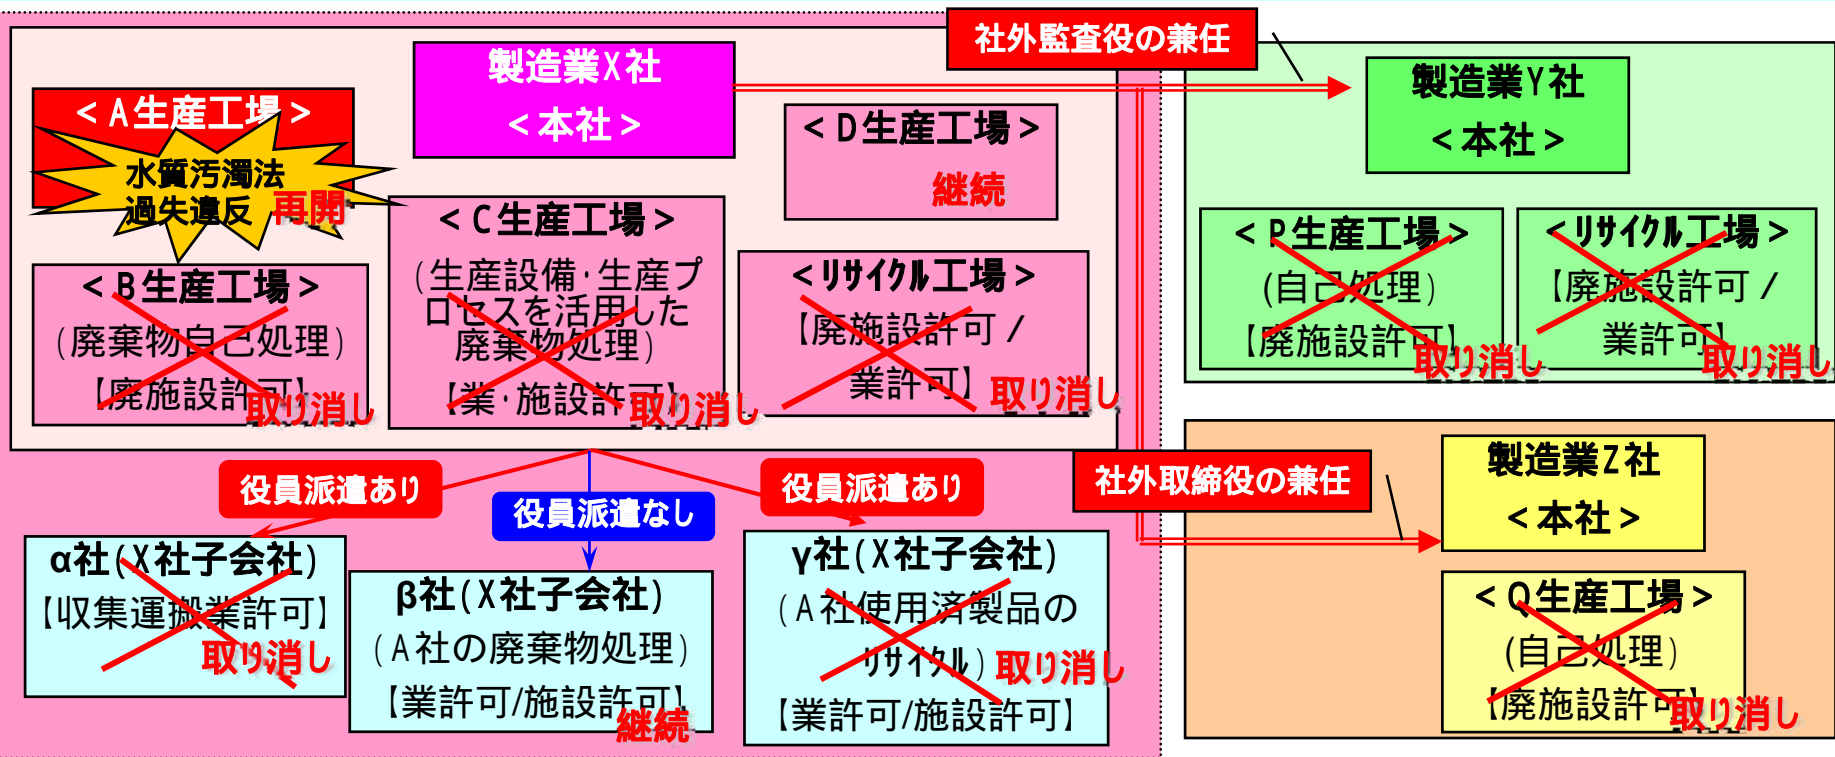 社外監査役の兼任
製造業X社
<本社>
製造業Y社
<本社>
<A生産工場>
水質汚濁法
過失違反
再開
<D生産工場>
継続
<B生産工場>
(廃棄物自己処理)
【廃施設許可】
取り消し
<C生産工場>
(生産設備・生産プ
ロセスを活用した
廃棄物処理)
【業・施設許可】
取り消し
<リサイクル工場>
【廃施設許可/
業許可】
取り消し
<P生産工場>
(自己処理)
【廃施設許可】
取り消し
<リサイクル工場>
【廃施設許可/
業許可】
取り消し
役員派遣あり
役員派遣なし
役員派遣あり
社外取締役の兼任
製造業Z社
<本社>
α社(X社子会社)
【収集運搬業許可】
取り消し
β社(X社子会社)
(A社の廃棄物処理)
【業許可/施設許可】
継続
γ社(X社子会社)
(A社使用済製品の
リサイクル)
取り消し
【業許可/施設許可】
<Q生産工場>
(自己処理)
【廃施設許可】
取り消し